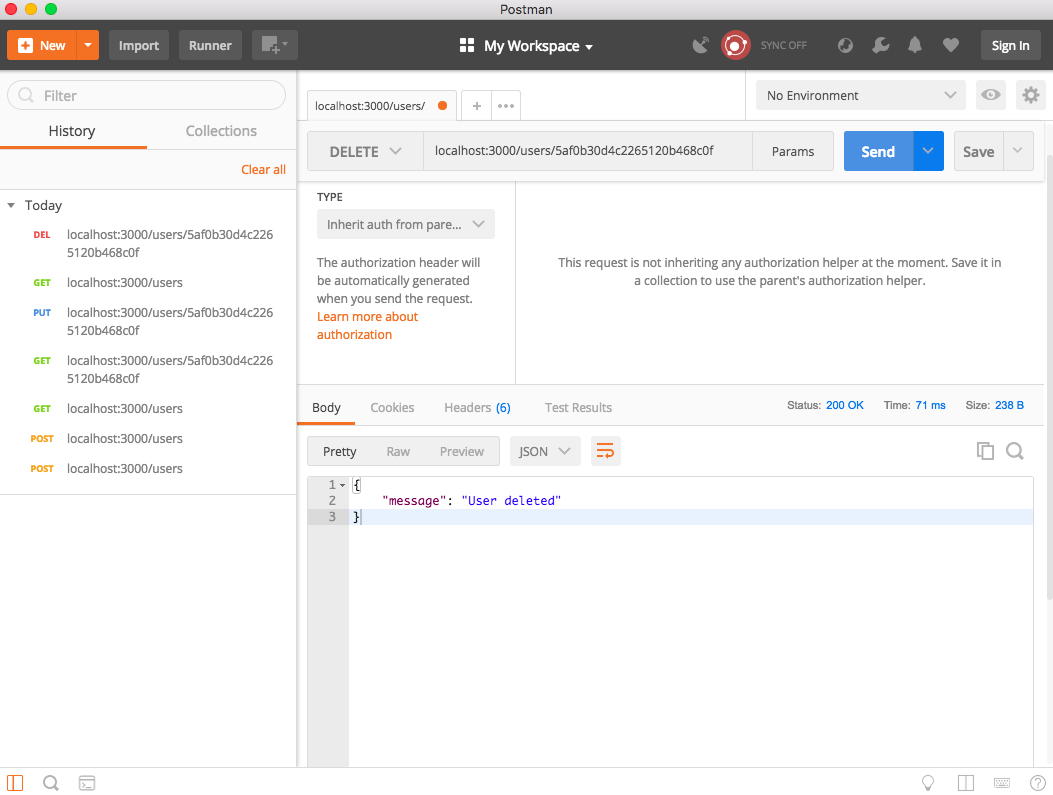 Postman
New
Import
Runner
My Workspace
SYNC OFF
Sign In
Filter
History
Collections
Clear all
Today
DEL localhost:3000/users/5af0b30d4c226
5120b468c0f
GET localhost:3000/users
PUT localhost:3000/users/5af0b30d4c226
5120b468c0f
GET localhost:3000/users/5af0b30d4c226
5120b468c0f
GET localhost:3000/users
POST localhost:3000/users
POST localhost:3000/users
localhost:3000/users/
No Environment
DELETE
localhost:3000/users/5af0b30d4c2265120b468c0f
Params
Send
Save
TYPE
Inherit auth from pare...
The authorization header will
be automatically generated
when you send the request.
Learn more about
authorization
This request is not inheriting any authorization helper at the moment. Save it in
a collection to use the parent's authorization helper.
Body
Cookies
Headers (6)
Test Results
Status: 200 OK
Time: 71 ms
Size: 238 B
Pretty
Raw
Preview
JSON
1 {
2 "message": "User deleted"
3 }